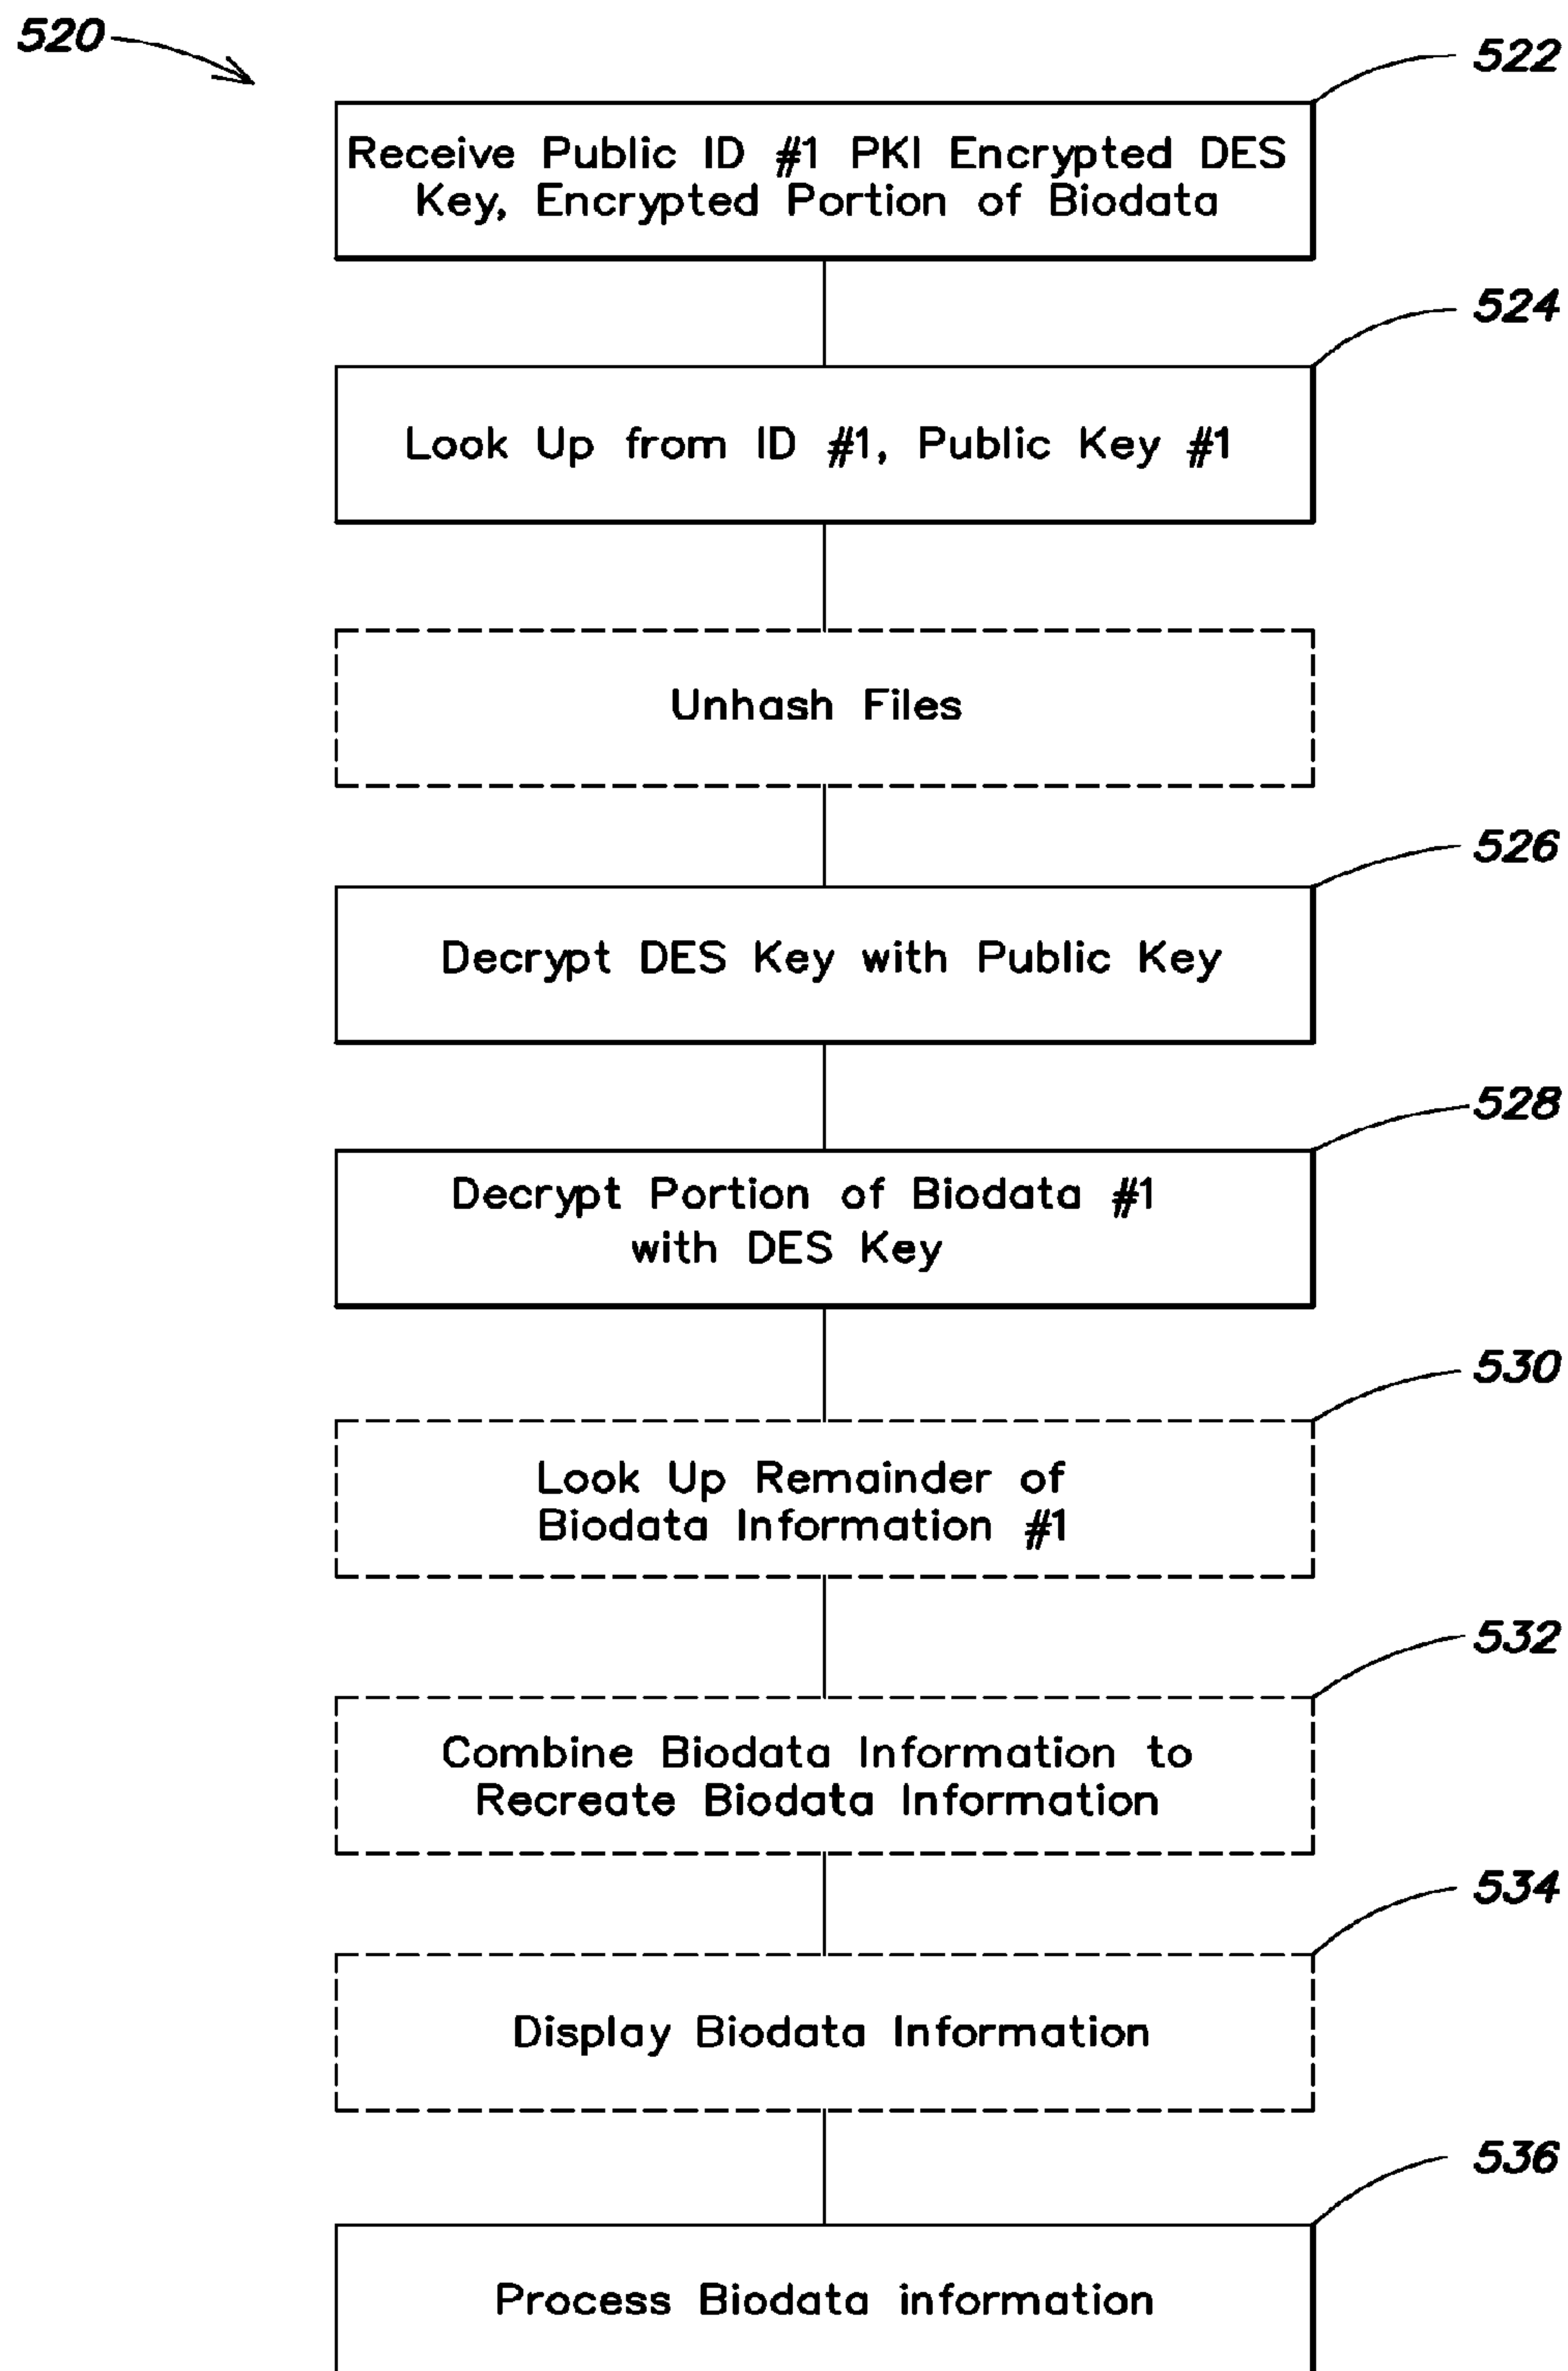 520
522
Receive Public ID #1 PKI Encrypted DES
Key, Encrypted Portion of Biodata
524
Look Up from ID #1, Public Key #1
Unhash Files
526
Decrypt DES Key with Public Key
528
Decrypt Portion of Biodata #1
with DES Key
530
Look Up Remainder of
Biodata Information #1
532
Combine Biodata Information to
Recreate Biodata Information
534
Display Biodata Information
536
Process Biodata information